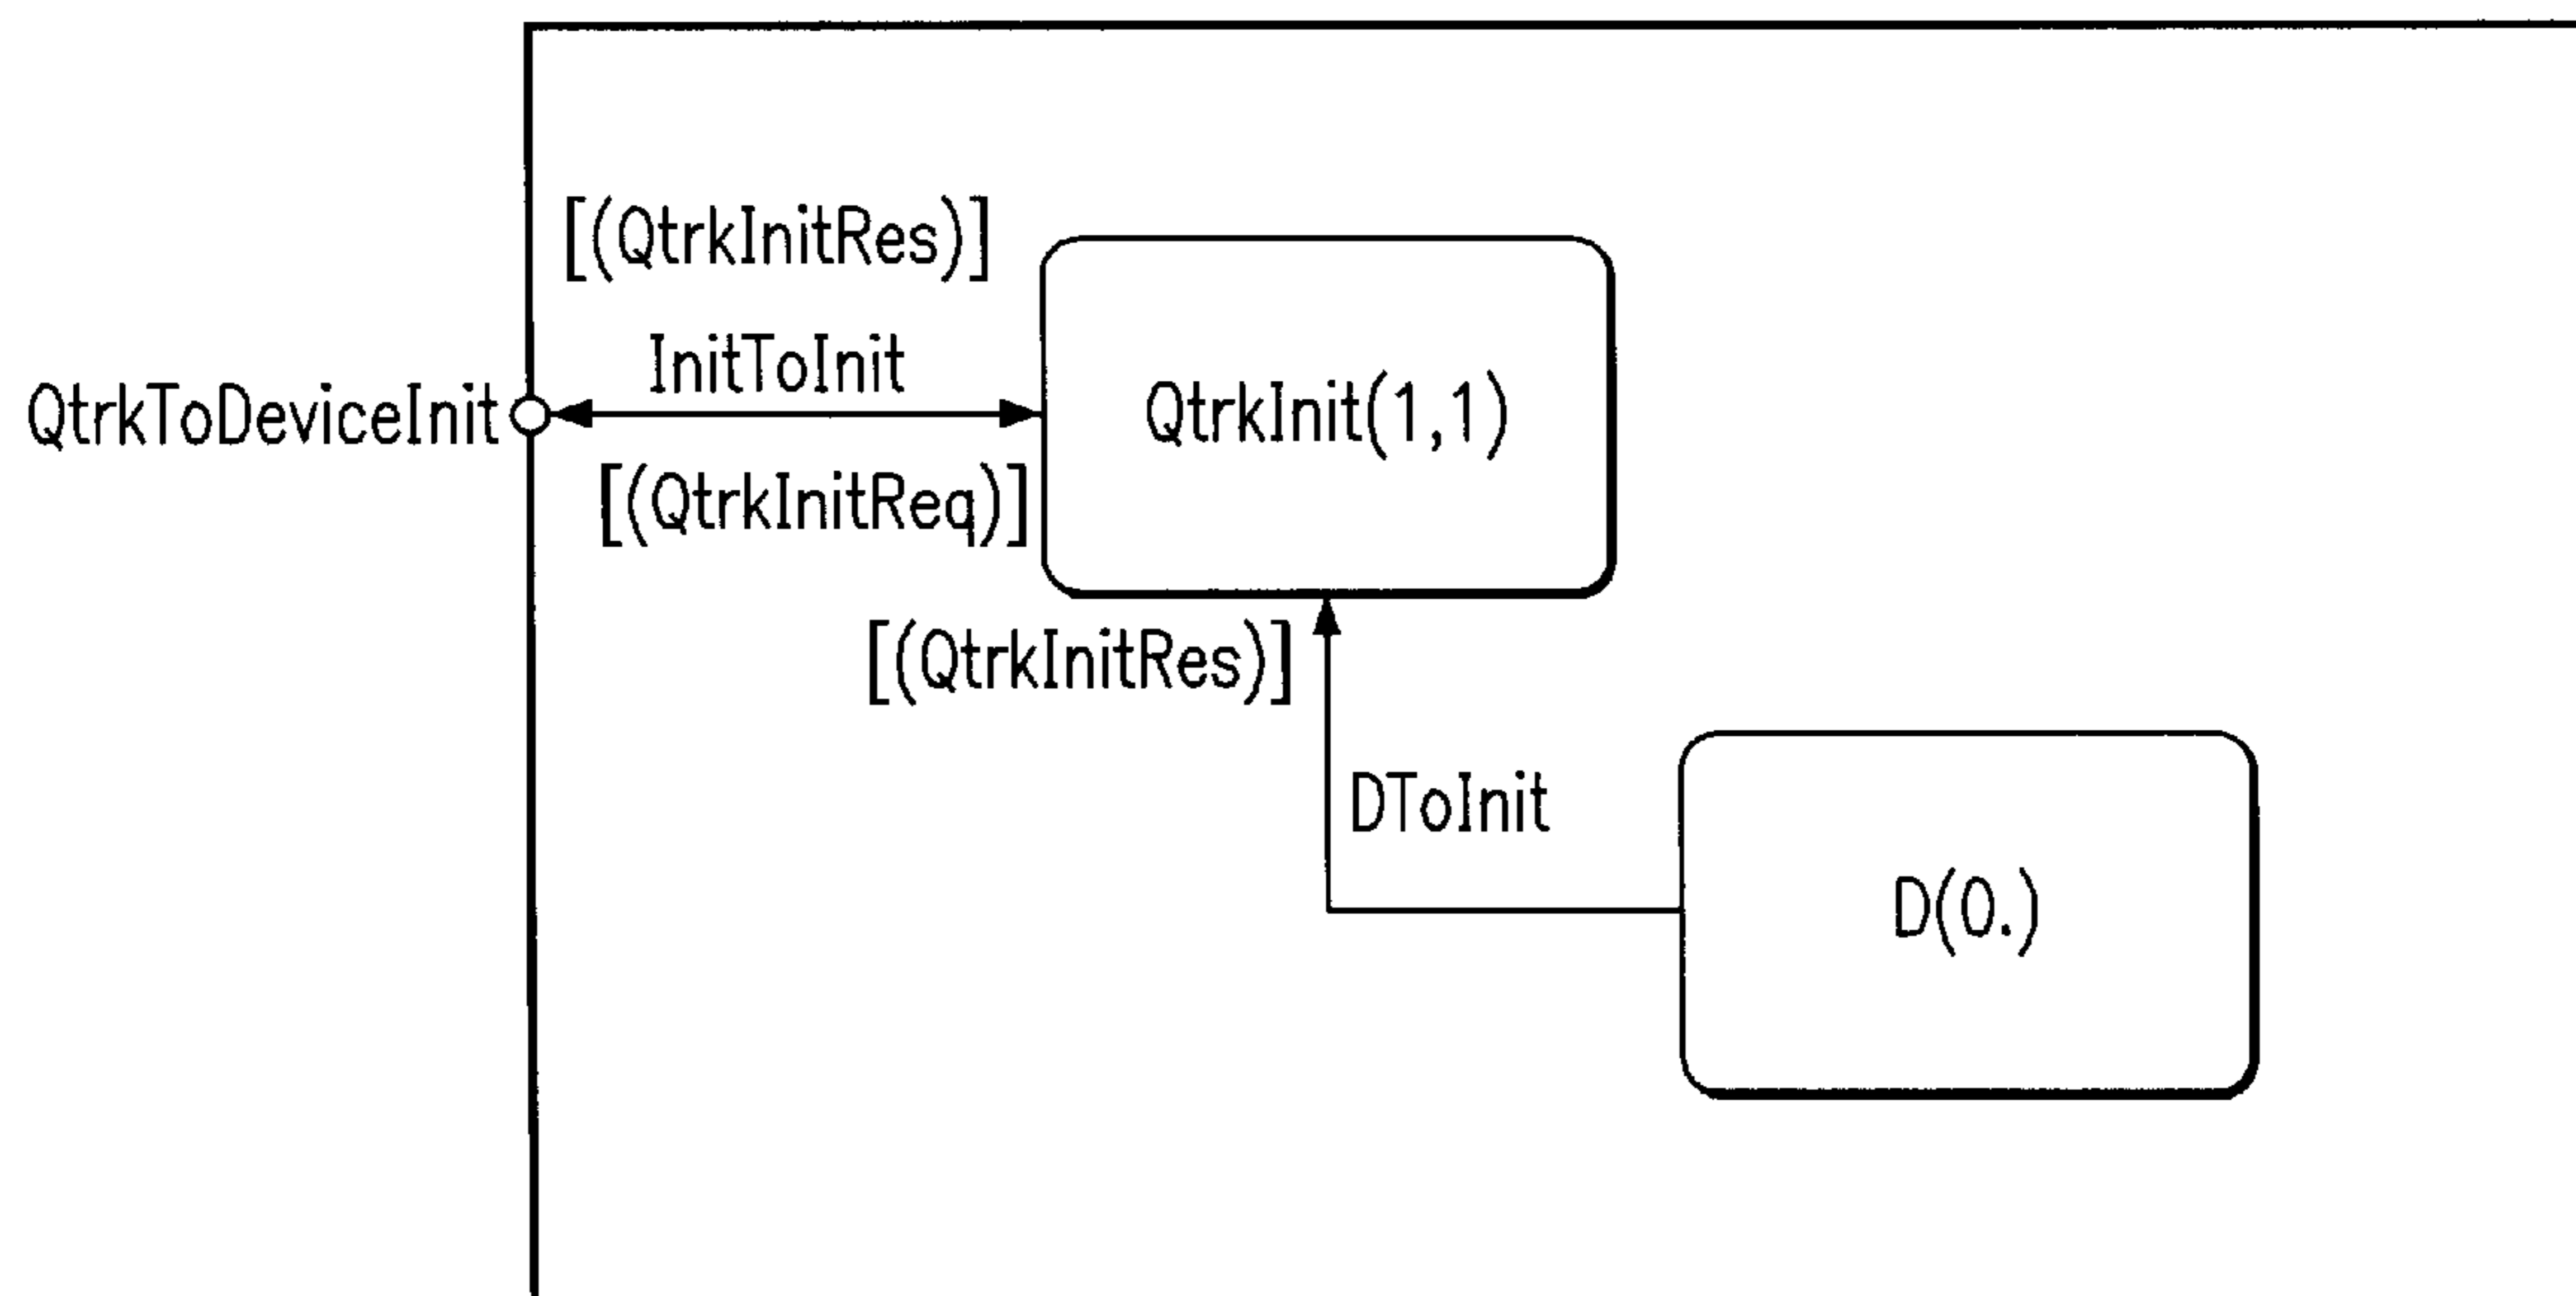 [(QtrkInitRes)]
InitToInit
QtrkToDeviceInit
QtrkInit(1,1)
[(QtrkInitReq)]
[(QtrkInitRes)]
DToInit
D(0.)